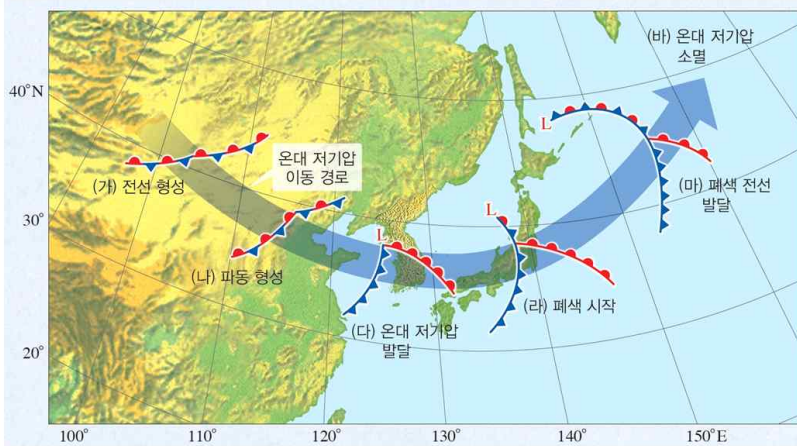 (바) 온대 저기압
소멸
40°N
L
온대 저기압
이동 경로
(가) 전선 형성
(마) 폐색 전선
발달
30°
L
L
(나) 파동 형성
(라) 폐색 시작
(다) 온대 저기압
발달
20°
100° 110° 120° 130° 140° 150°E